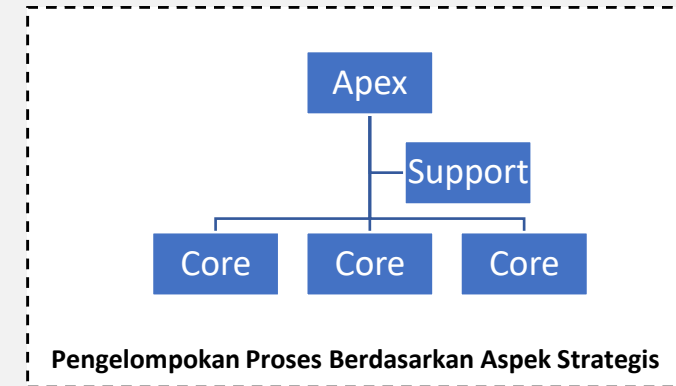 Apex
Support
Core Core Core
Pengelompokan Proses Berdasarkan Aspek Strategis